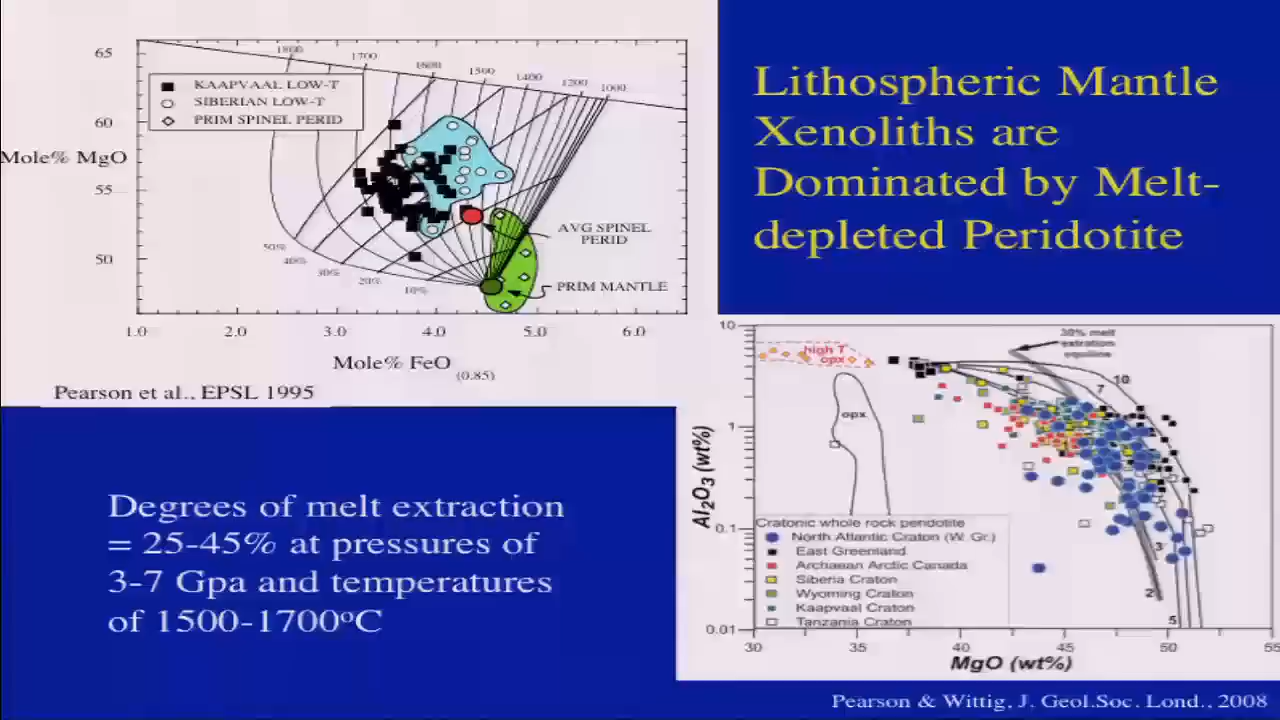 65
60
55
50
Mole% MgO
1800
1700
1600
1500
1400
1200
1000
KAAPVAAL LOW-T
SIBERIAN LOW-T
PRIM SPINEL PERID
50%
40%
30%
20%
10%
AVG SPINEL
PERID
PRIM MANTLE
1.0 2.0 3.0 4.0 5.0 6.0
Mole% FeO
(0.85)
Pearson et al., EPSL 1995
Lithospheric Mantle
Xenoliths are
Dominated by Melt-
depleted Peridotite
Degrees of melt extraction
= 25-45% at pressures of
3-7 Gpa and temperatures
of 1500-1700ºC
10
1
0.1
0.01
Al2O3 (wt%)
high T
opx
opx
30% melt
extration
7
10
3
2
5
Cratonic whole rock peridotite
North Atlantic Craton (W. Gr.)
East Greenland
Archaean Arctic Canada
Siberia Craton
Wyoming Craton
Kaapvaal Craton
Tanzania Craton
30 35 40 45 50 55
MgO (wt%)
Pearson & Wittig, J. Geol.Soc. Lond., 2008